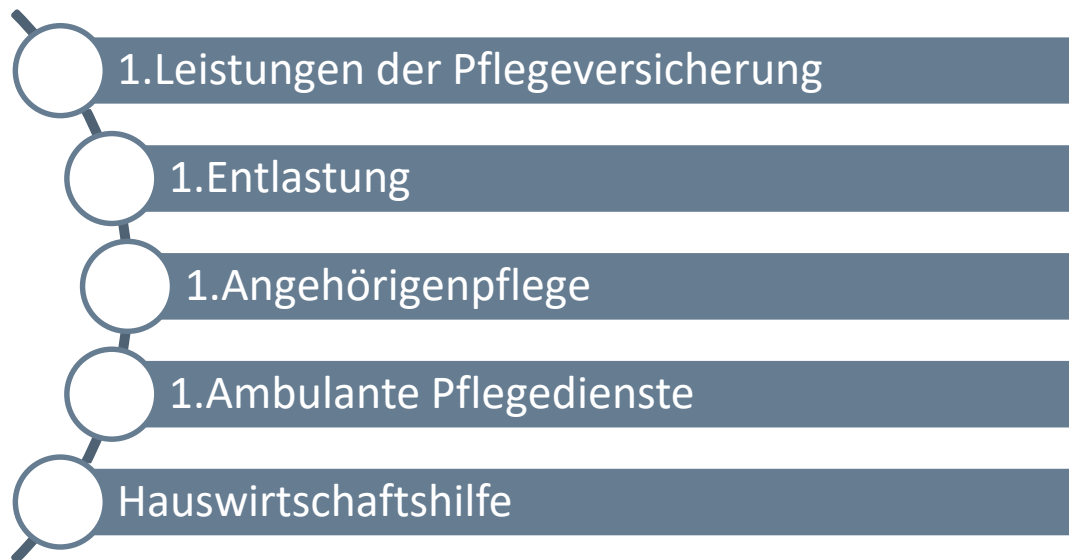 1.Leistungen der Pflegeversicherung
1.Entlastung
1.Angehörigenpflege
1.Ambulante Pflegedienste
Hauswirtschaftshilfe